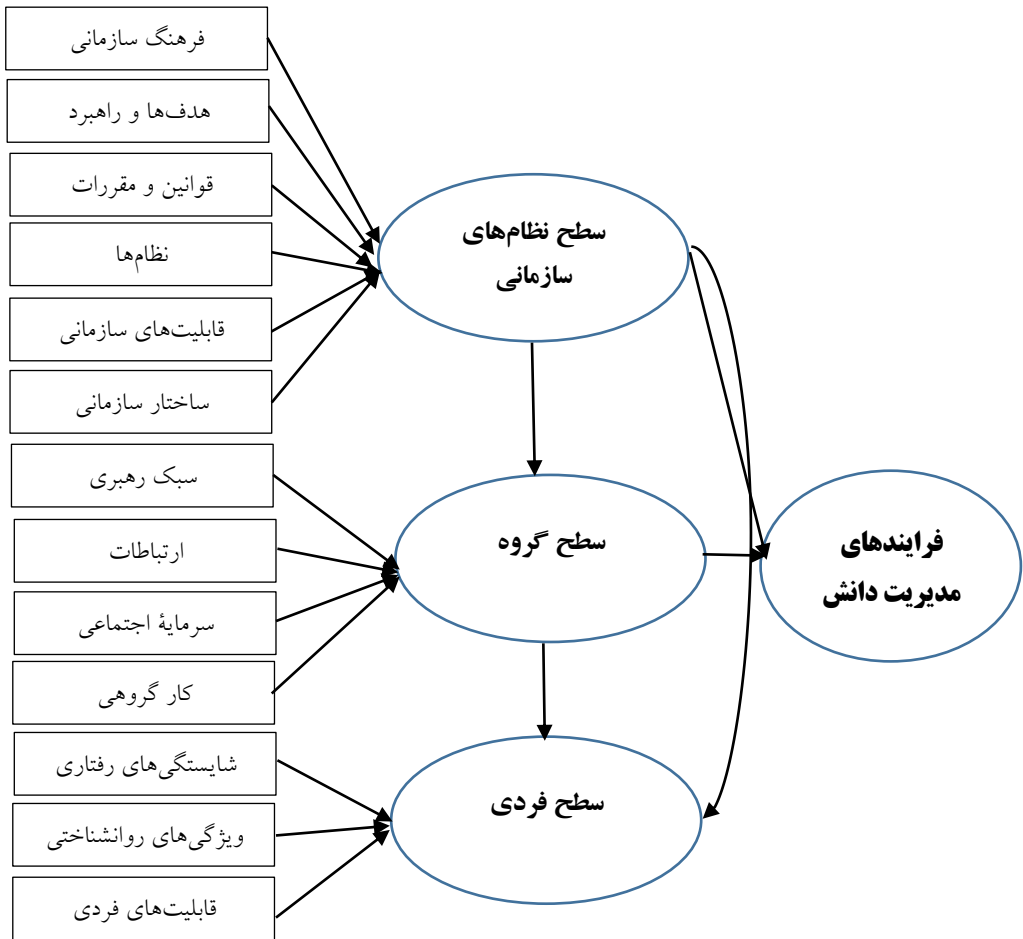 فرهنگ سازمانی
هدف‌ها و راهبرد
قوانین و مقررات
نظام‌ها
قابلیت‌های سازمانی
ساختار سازمانی
سبک رهبری
ارتباطات
سرمایۀ اجتماعی
کار گروهی
شایستگی‌های رفتاری
ویژگی‌های روانشناختی
قابلیت‌های فردی
سطح نظام‌های
سازمانی
سطح گروه
سطح فردی
فرایندهای
مدیریت دانش